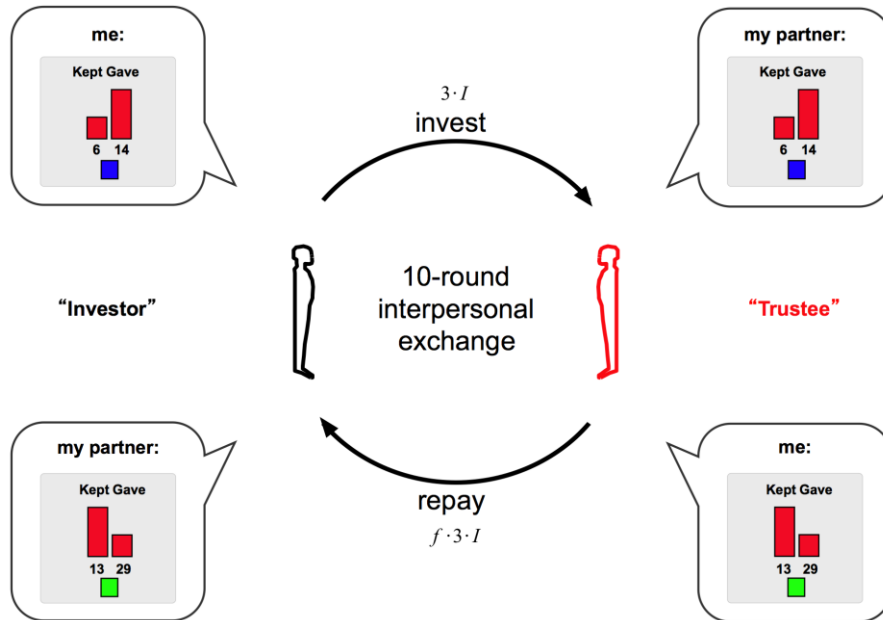 me:
Kept Gave
6 14
my partner:
Kept Gave
6 14
3·I
invest
“Investor”
10-round
interpersonal
exchange
“Trustee”
my partner:
Kept Gave
13 29
me:
Kept Gave
13 29
repay
f·3·I